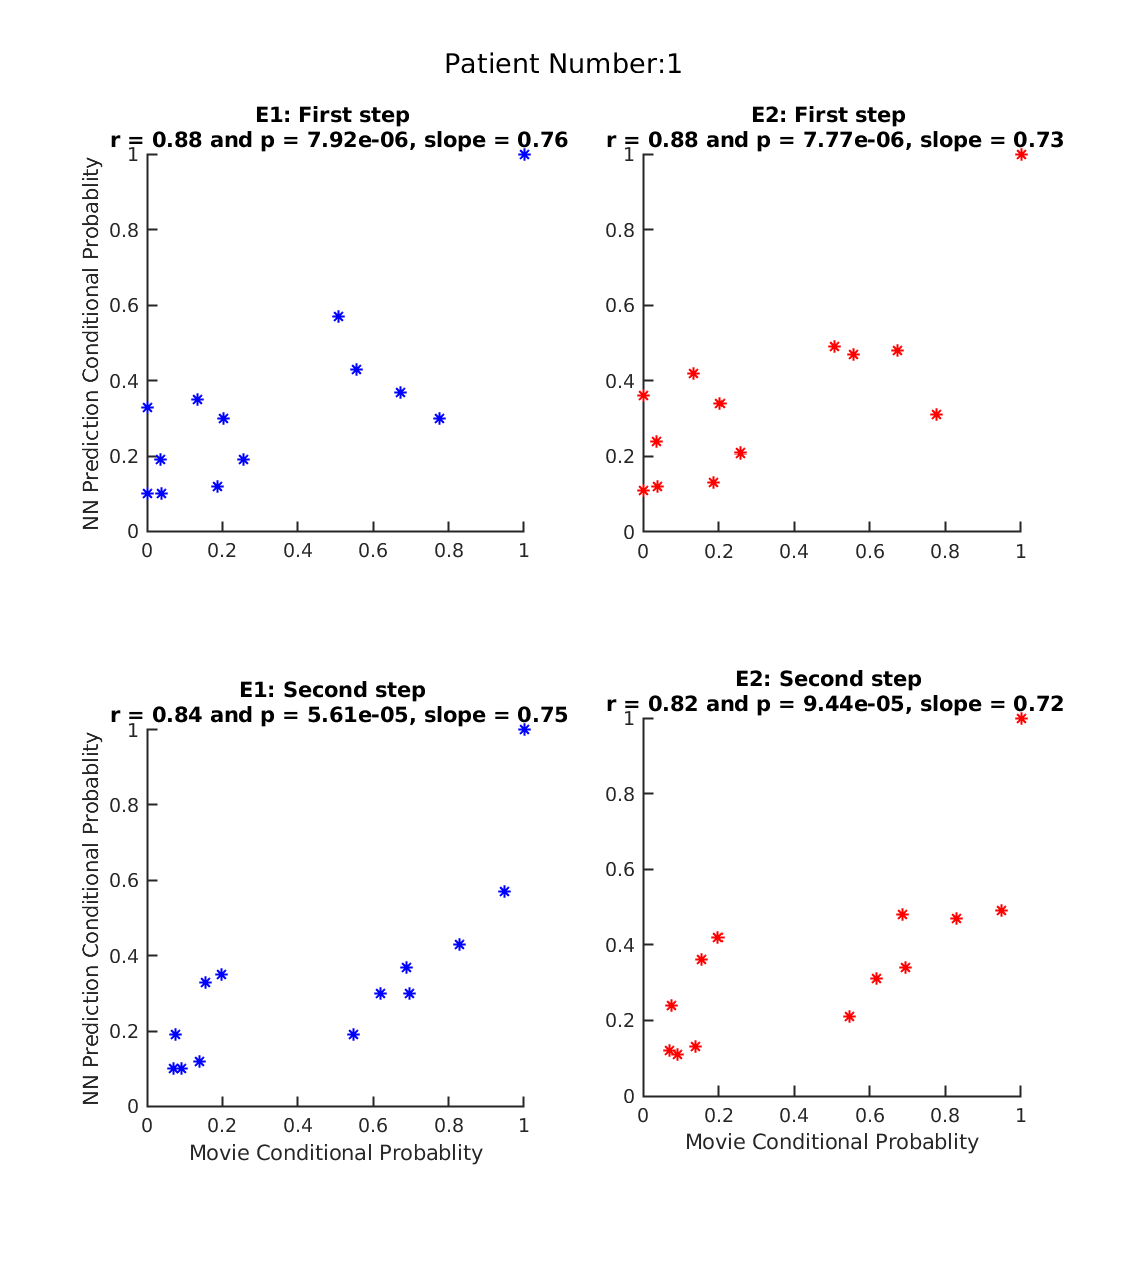 Patient Number:1
E1: First step
r = 0.88 and p = 7.92e-06, slope = 0.76
NN Prediction Conditional Probablity
1
0.8
0.6
0.4
0.2
0
0 0.2 0.4 0.6 0.8 1
E2: First step
r = 0.88 and p = 7.77e-06, slope = 0.73
1
0.8
0.6
0.4
0.2
0
0 0.2 0.4 0.6 0.8 1
E1: Second step
r = 0.84 and p = 5.61e-05, slope = 0.75
NN Prediction Conditional Probablity
1
0.8
0.6
0.4
0.2
0
0 0.2 0.4 0.6 0.8 1
Movie Conditional Probablity
E2: Second step
r = 0.82 and p = 9.44e-05, slope = 0.72
1
0.8
0.6
0.4
0.2
0
0 0.2 0.4 0.6 0.8 1
Movie Conditional Probablity